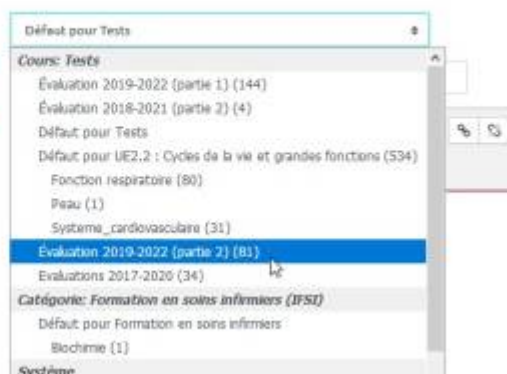 Défaut pour Tests
Cours: Tests
Évaluation 2019-2022 (partie 1) (144)
Évaluation 2018-2021 (partie 2) (4)
Défaut pour Tests
Défaut pour UE2.2 : Cycles de la vie et grandes fonctions (534)
Fonction respiratoire (80)
Peau (1)
Systeme_cardiovasculaire (31)
Évaluation 2019-2022 (partie 2) (81)
Evaluations 2017-2020 (34)
Catégorie: Formation en soins infirmiers (IFSI)
Défaut pour Formation en soins infirmiers
Biochimie (1)
Système